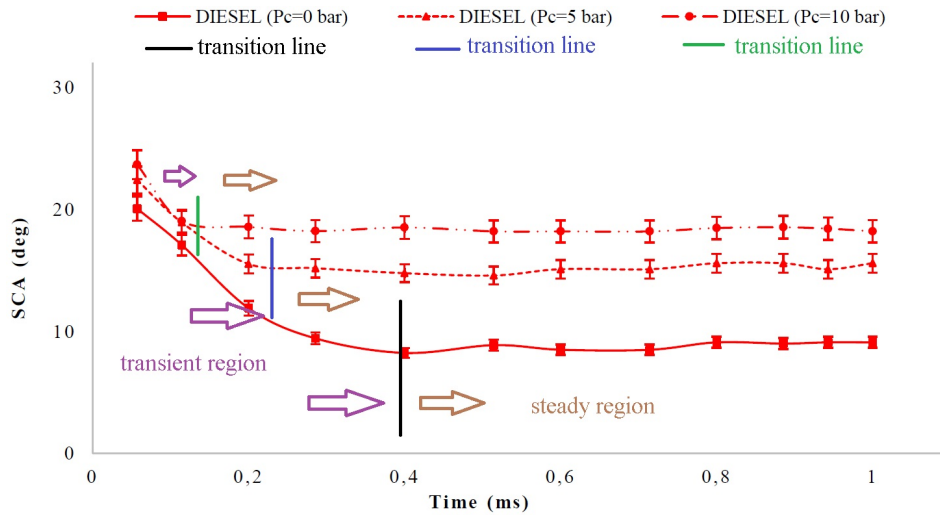 DIESEL (Pc=0 bar) DIESEL (Pc=5 bar) DIESEL (Pc=10 bar)
transition line transition line transition line
30
20
10
0
SCA (deg)
transient region
steady region
0 0,2 0,4 0,6 0,8 1
Time (ms)